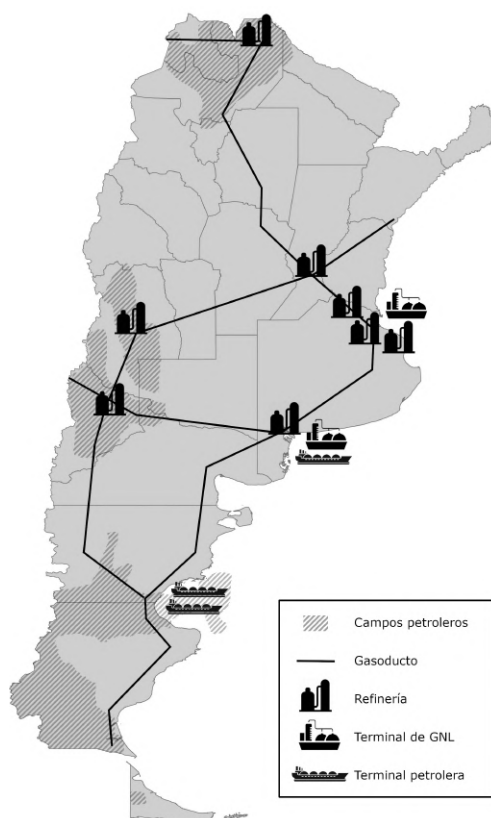 Campos petroleros
Gasoducto
Refinería
Terminal de GNL
Terminal petrolera